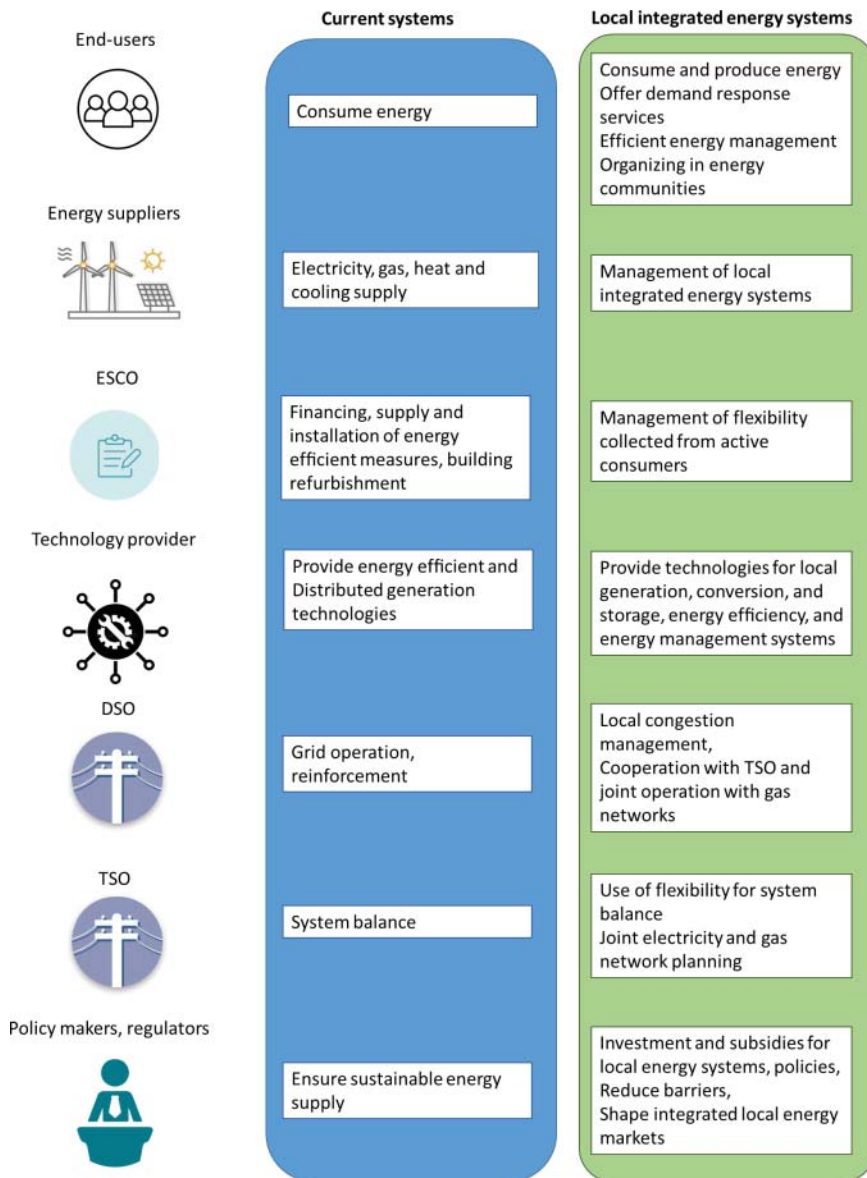 Current systems
Local integrated energy systems
End-users
Consume energy
Consume and produce energy
Offer demand response
services
Efficient energy management
Organizing in energy
communities
Energy suppliers
Electricity, gas, heat and
cooling supply
Management of local
integrated energy systems
ESCO
Financing, supply and
installation of energy
efficient measures, building
refurbishment
Management of flexibility
collected from active
consumers
Technology provider
Provide energy efficient and
Distributed generation
technologies
Provide technologies for local
generation, conversion, and
storage, energy efficiency, and
energy management systems
DSO
Grid operation,
reinforcement
Local congestion
management,
Cooperation with TSO and
joint operation with gas
networks
TSO
System balance
Use of flexibility for system
balance
Joint electricity and gas
network planning
Policy makers, regulators
Ensure sustainable energy
supply
Investment and subsidies for
local energy systems, policies,
Reduce barriers,
Shape integrated local energy
markets